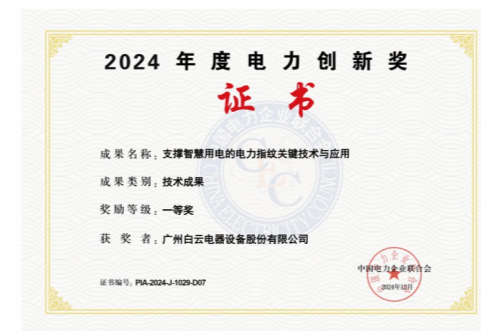 2024 年度电力创新奖
证书
成果名称：支撑智慧用电的电力指纹关键技术与应用
成果类别：技术成果
奖励等级：一等奖
获奖者：广州白云电器设备股份有限公司
中国电力企业联合会
2024年12月
证书编号：PIA-2024-J-1029-D07